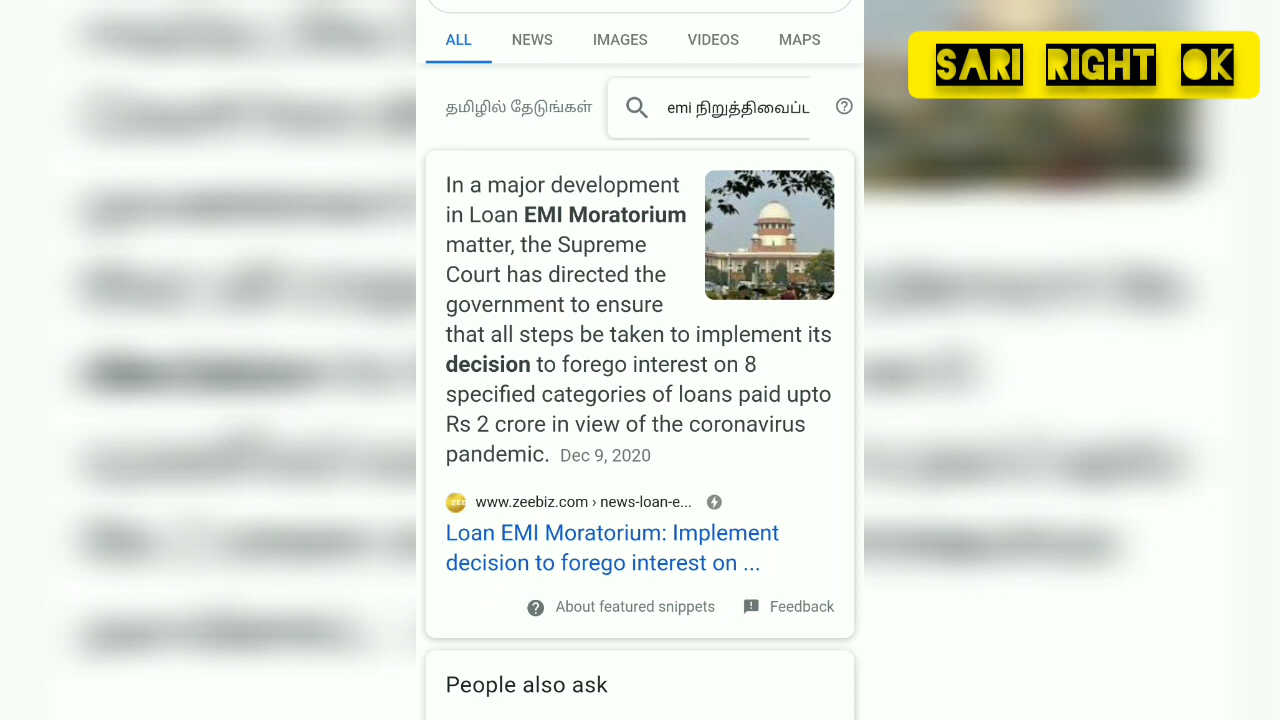 ALL NEWS IMAGES VIDEOS MAPS
SARI RIGHT OK
தமிழில் தேடுங்கள் emi நிறுத்திவைப்ப
In a major development
in Loan EMI Moratorium
matter, the Supreme
Court has directed the
government to ensure
that all steps be taken to implement its
decision to forego interest on 8
specified categories of loans paid upto
Rs 2 crore in view of the coronavirus
pandemic. Dec 9, 2020
www.zeebiz.com › news-loan-e...
Loan EMI Moratorium: Implement
decision to forego interest on ...
About featured snippets Feedback
People also ask